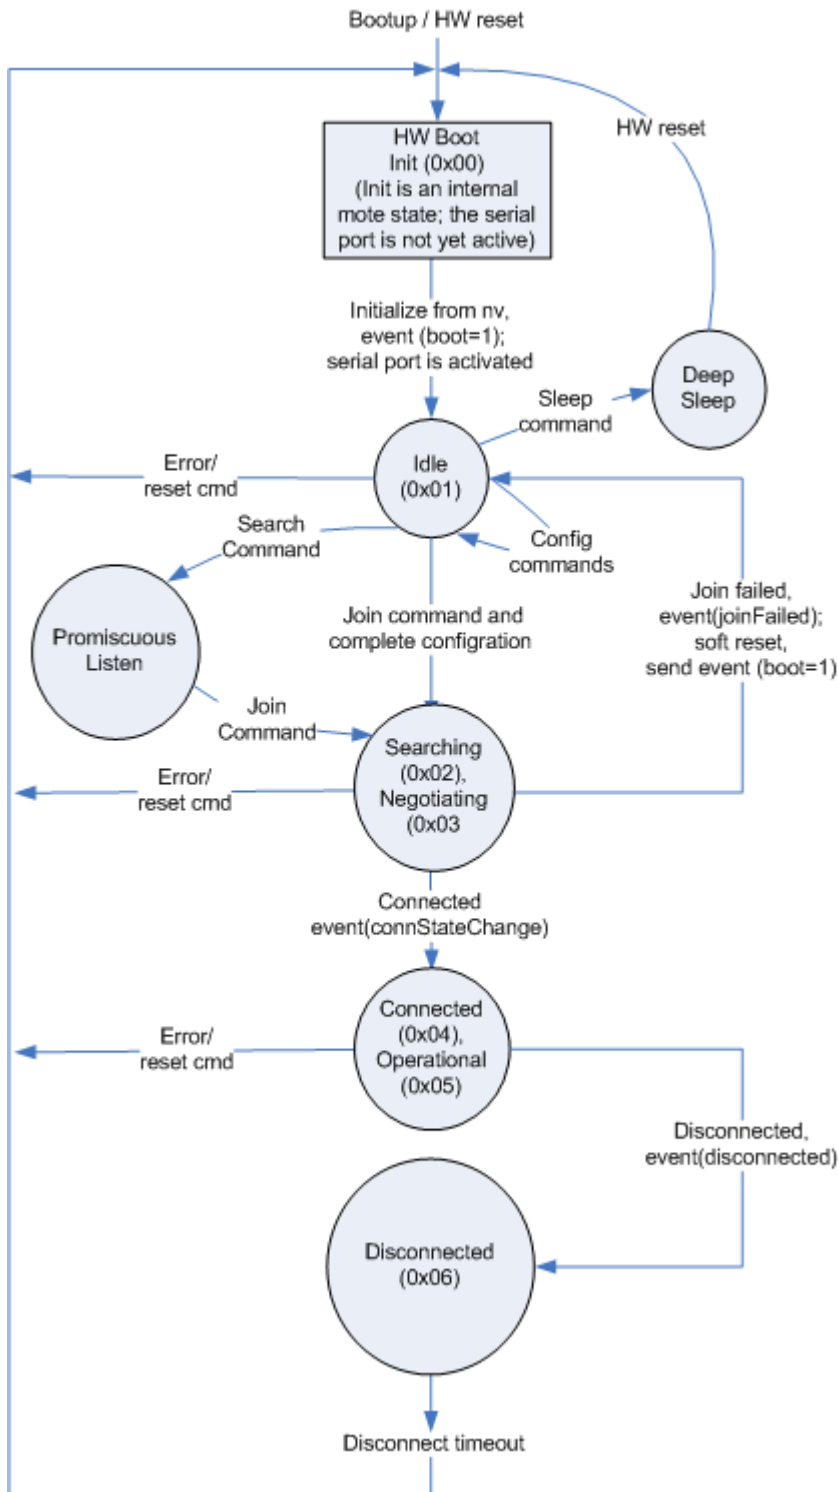 Bootup / HW reset
HW reset
HW Boot
Init (0x00)
(Init is an internal
mote state; the serial
port is not yet active)
Initialize from nv,
event (boot=1);
serial port is activated
Deep
Sleep
Sleep
command
Idle
(0x01)
Error/
reset cmd
Search
Command
Config
commands
Join failed,
event(joinFailed);
soft reset,
send event (boot=1)
Join command and
complete configration
Promiscuous
Listen
Join
Command
Searching
(0x02),
Negotiating
(0x03
Error/
reset cmd
Connected
event(connStateChange)
Connected
(0x04),
Operational
(0x05)
Error/
reset cmd
Disconnected,
event(disconnected)
Disconnected
(0x06)
Disconnect timeout